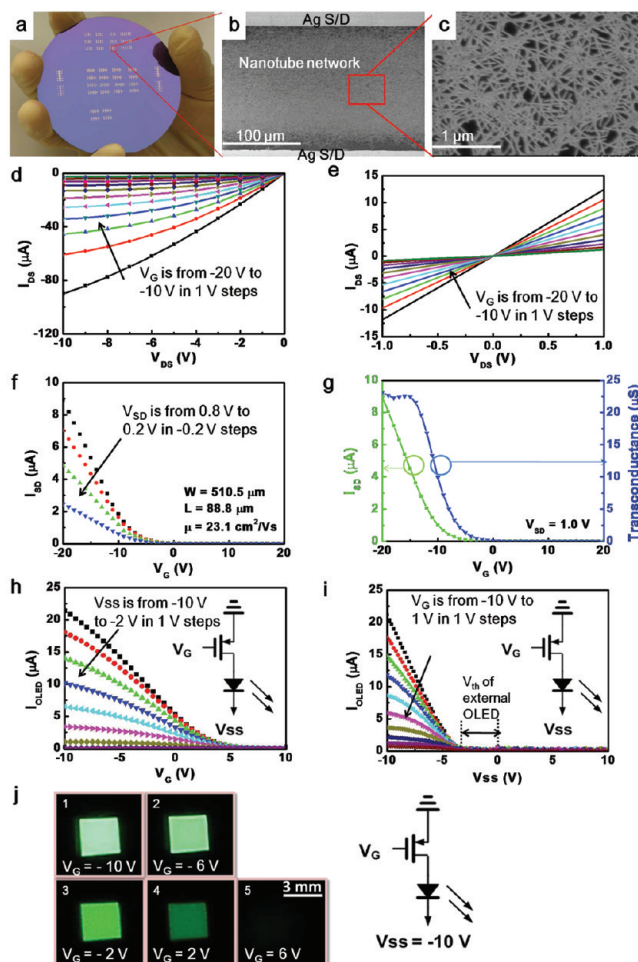 a
b
Ag S/D
Nanotube network
100 μm
Ag S/D
c
1 μm
d
0
-40
-80
-120
I_DS (μA)
V_G is from -20 V to
-10 V in 1 V steps
-10 -8 -6 -4 -2 0
V_DS (V)
e
15
10
5
0
-5
-10
-15
I_DS (μA)
V_G is from -20 V to
-10 V in 1 V steps
-1.0 -0.5 0.0 0.5 1.0
V_DS (V)
f
10
8
6
4
2
0
I_SD (μA)
V_SD is from 0.8 V to
0.2 V in -0.2 V steps
W = 510.5 μm
L = 88.8 μm
μ = 23.1 cm²/Vs
-20 -10 0 10 20
V_G (V)
g
10
8
6
4
2
0
I_SD (μA)
25
20
15
10
5
0
Transconductance (μS)
V_SD = 1.0 V
-20 -10 0 10 20
V_G (V)
h
25
20
15
10
5
0
I_OLED (μA)
Vss is from -10 V
to -2 V in 1 V steps
V_G
Vss
-10 -5 0 5 10
V_G (V)
i
25
20
15
10
5
0
I_OLED (μA)
V_G is from -10 V to
1 V in 1 V steps
V_th of
external
OLED
V_G
Vss
-10 -5 0 5 10
Vss (V)
j
1
V_G = - 10 V
2
V_G = - 6 V
3
V_G = - 2 V
4
V_G = 2 V
5
3 mm
V_G = 6 V
V_G
Vss = -10 V